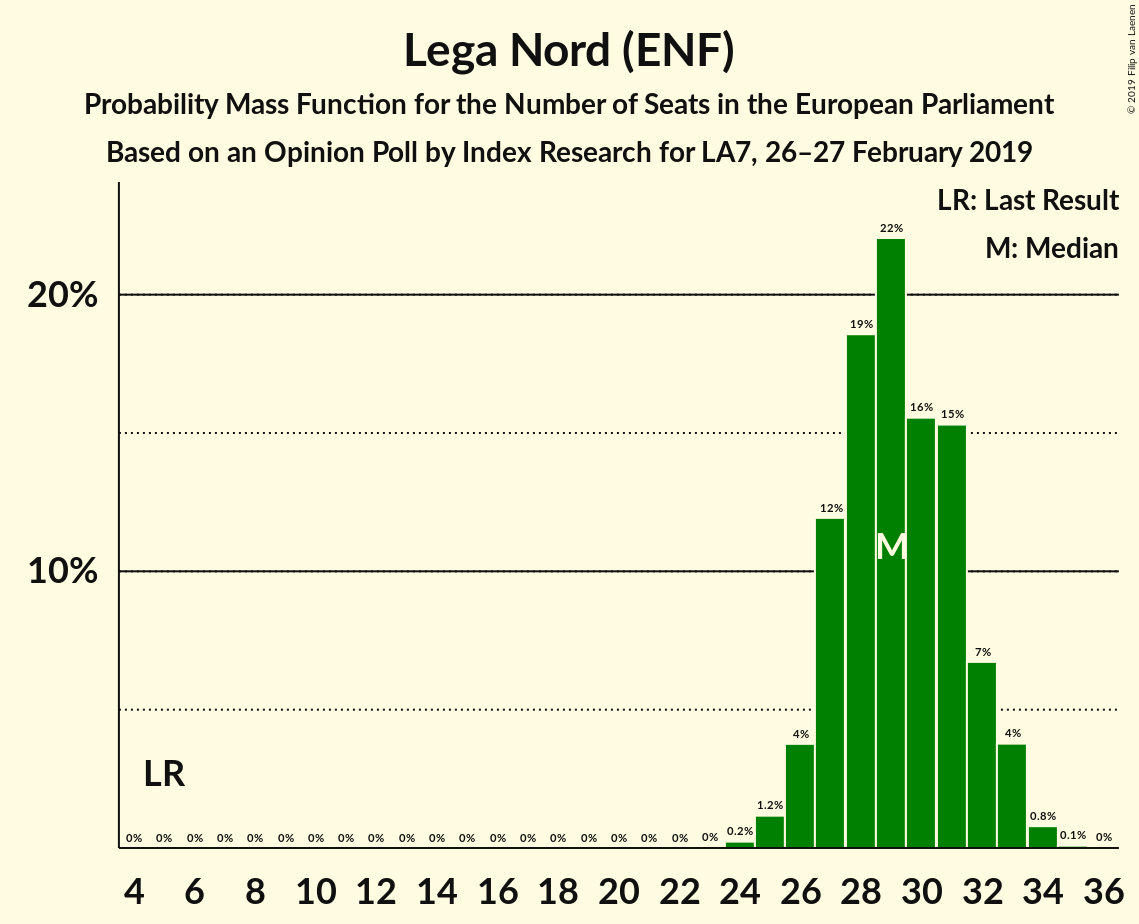 Lega Nord (ENF)
Probability Mass Function for the Number of Seats in the European Parliament
Based on an Opinion Poll by Index Research for LA7, 26–27 February 2019
© 2019 Filip van Laenen
LR: Last Result
M: Median
20%
10%
22%
19%
16%
15%
12%
7%
4%
4%
1.2%
0.8%
0.2%
0.1%
M
LR
0% 0% 0% 0% 0% 0% 0% 0% 0% 0% 0% 0% 0% 0% 0% 0% 0% 0% 0% 0% 0%
4 6 8 10 12 14 16 18 20 22 24 26 28 30 32 34 36